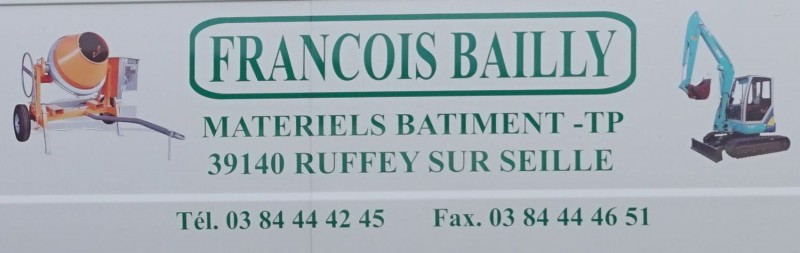 FRANCOIS BAILLY
MATERIELS BATIMENT -TP
39140 RUFFEY SUR SEILLE
Tél. 03 84 44 42 45 Fax. 03 84 44 46 51